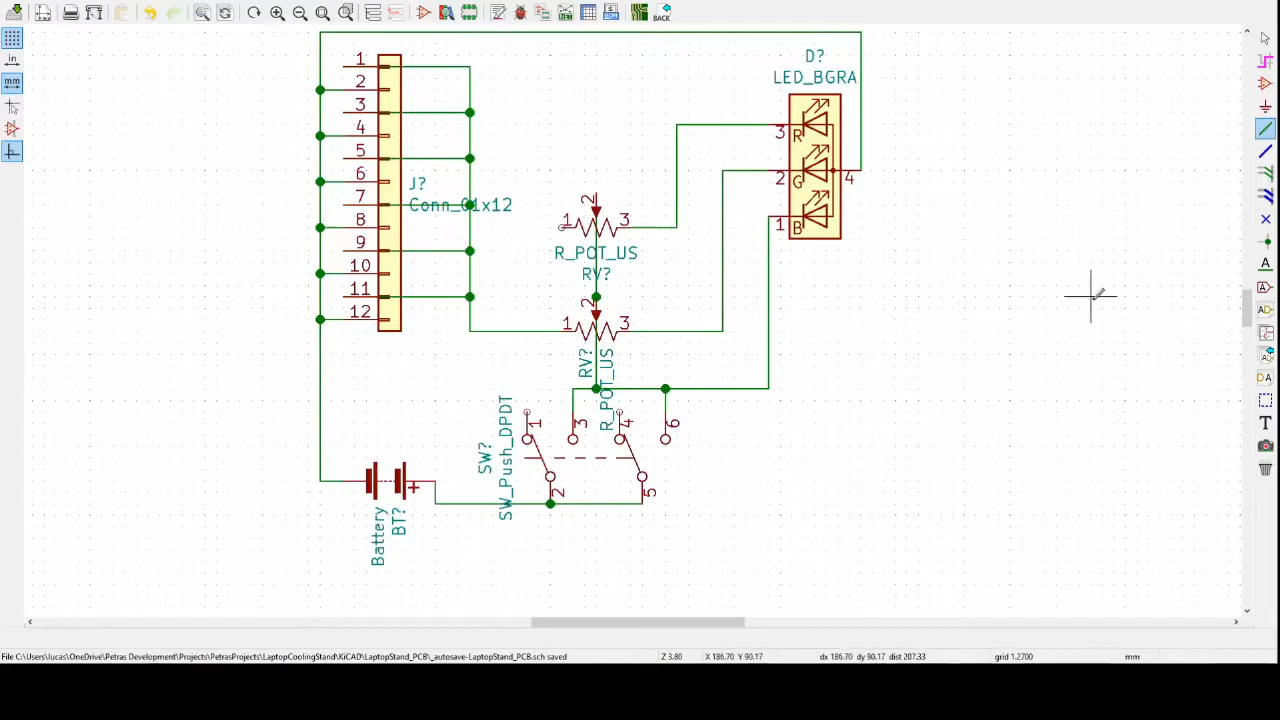 in
mm
BACK
1
2
3
4
5
6
7
8
9
10
11
12
J?
Conn_01x12
D?
LED_BGRA
3
R
2
G
4
1
B
2
1
3
R_POT_US
RV?
2
1
3
RV?
R_POT_US
SW?
SW_Push_DPDT
1
3
4
6
2
5
+
Battery
BT?
A
T
File C:\Users\lucas\OneDrive\Petras Development\Projects\PetrasProjects\LaptopCoolingStand\KiCAD\LaptopStand_PCB\_autosave-LaptopStand_PCB.sch saved
Z 3.80
X 186.70 Y 90.17
dx 186.70 dy 90.17 dist 207.33
grid 1.2700
mm